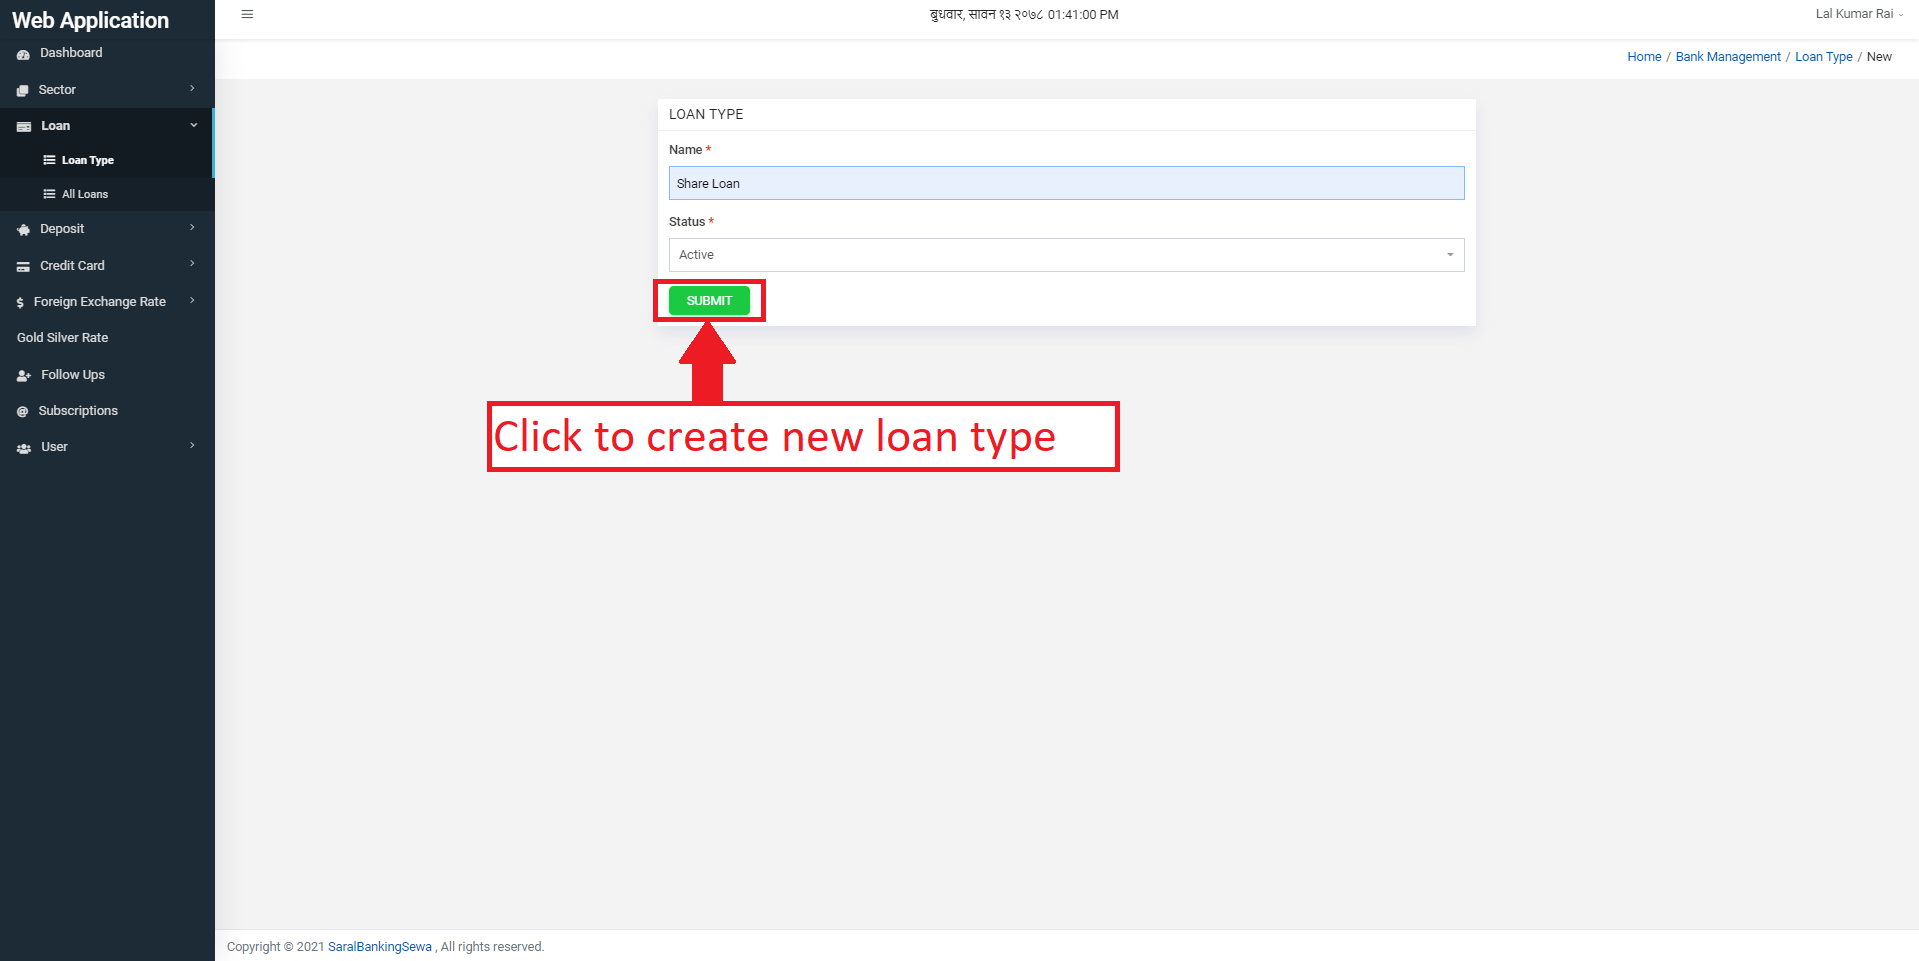 Web Application
बुधवार, सावन १३ २०७८ 01:41:00 PM
Lal Kumar Rai
Home / Bank Management / Loan Type / New
Dashboard
Sector
Loan
Loan Type
All Loans
Deposit
Credit Card
Foreign Exchange Rate
Gold Silver Rate
Follow Ups
Subscriptions
User
LOAN TYPE
Name *
Share Loan
Status *
Active
SUBMIT
Click to create new loan type
Copyright © 2021 SaralBankingSewa , All rights reserved.